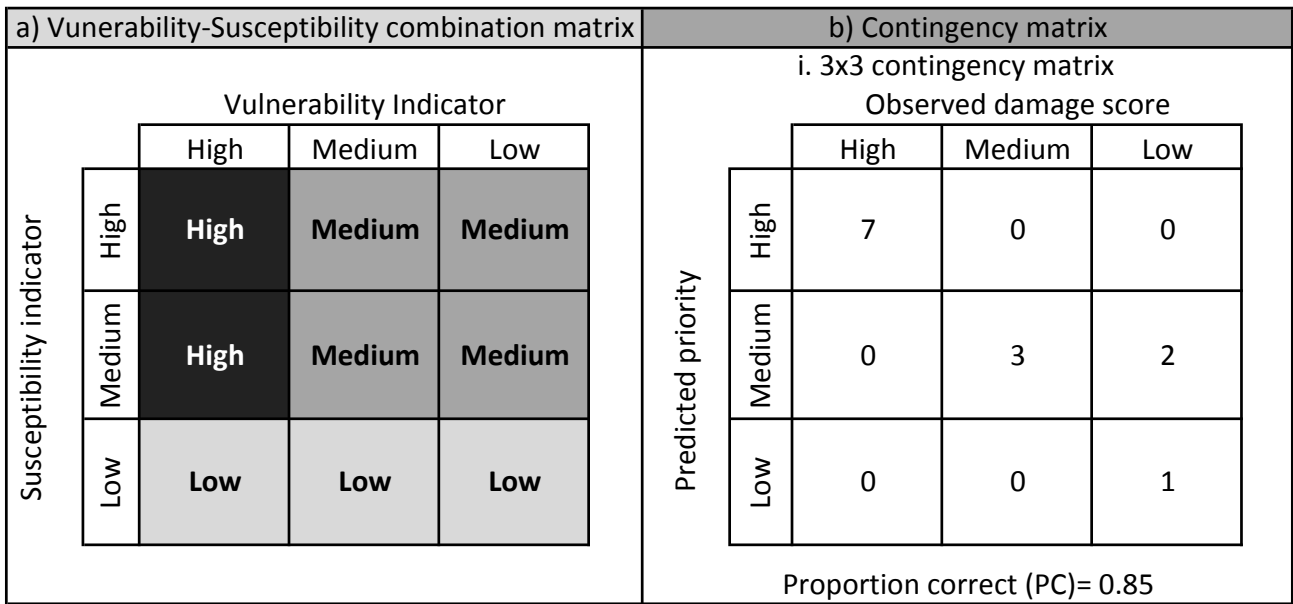 a) Vunerability-Susceptibility combination matrix
Vulnerability Indicator
High Medium Low
Susceptibility indicator
High High Medium Medium
Medium High Medium Medium
Low Low Low Low
b) Contingency matrix
i. 3x3 contingency matrix
Observed damage score
High Medium Low
Predicted priority
High 7 0 0
Medium 0 3 2
Low 0 0 1
Proportion correct (PC)= 0.85